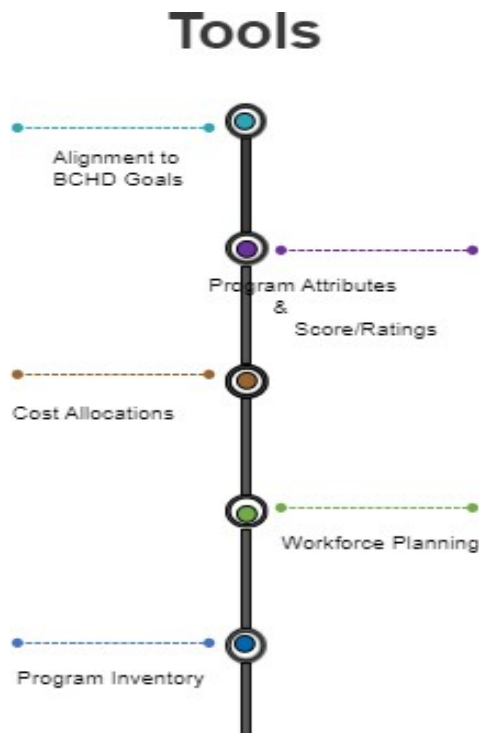 Tools
Alignment to
BCHD Goals
Program Attributes
&
Score/Ratings
Cost Allocations
Workforce Planning
Program Inventory